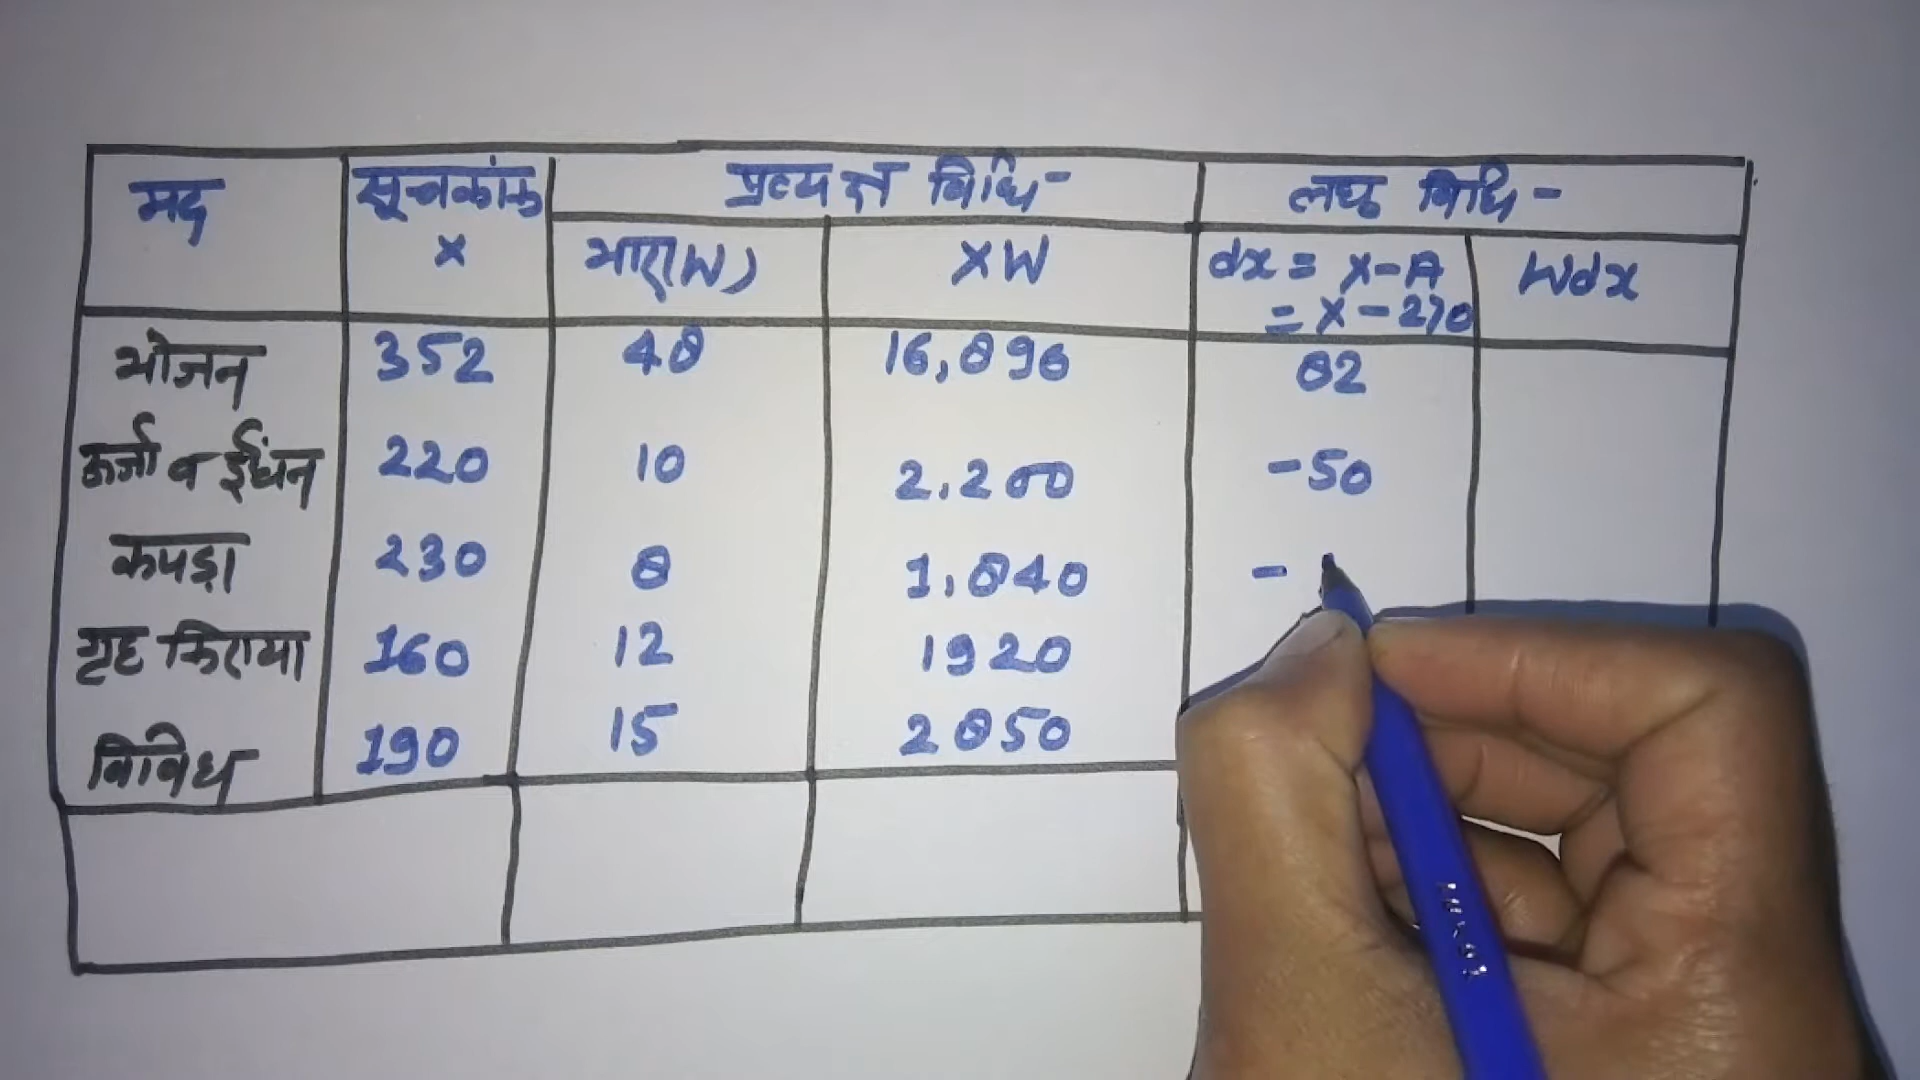 मद सूचकांक प्रत्यक्ष विधि- लघु विधि -
X भार(W) XW dx = X-A Wdx
= X - 270
भोजन 352 48 16,896 82
ऊर्जा व ईंधन 220 10 2,200 -50
कपड़ा 230 8 1,840 -
गृह किराया 160 12 1920
विविध 190 15 2850